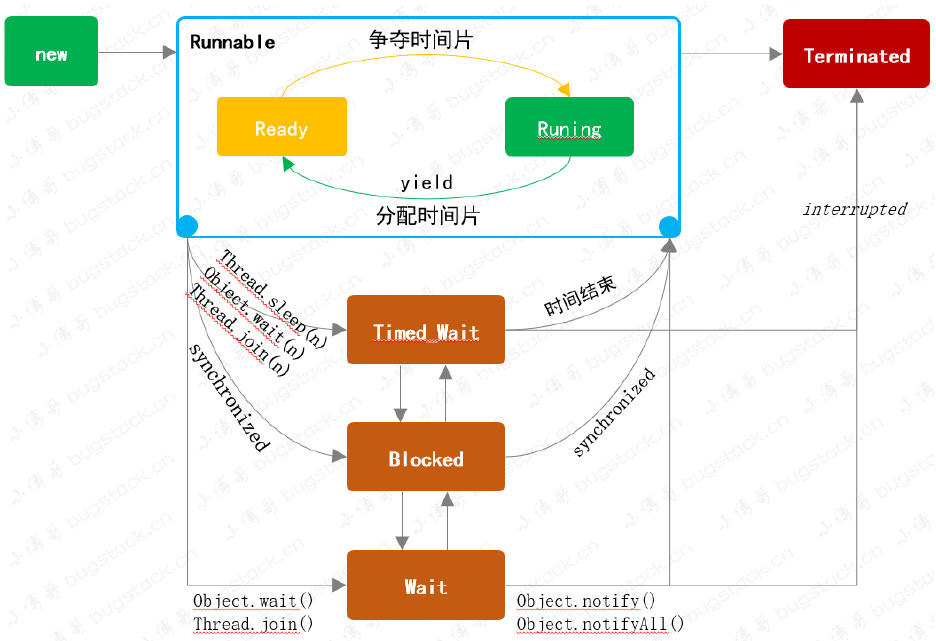 new
Runnable
争夺时间片
Terminated
Ready
Runing
yield
分配时间片
interrupted
Thread.sleep(n)
Object.wait(n)
Thread.join(n)
时间结束
Timed Wait
synchronized
synchronized
Blocked
Wait
Object.wait()
Thread.join()
Object.notify()
Object.notifyAll()
小傅哥 bugstack.cn